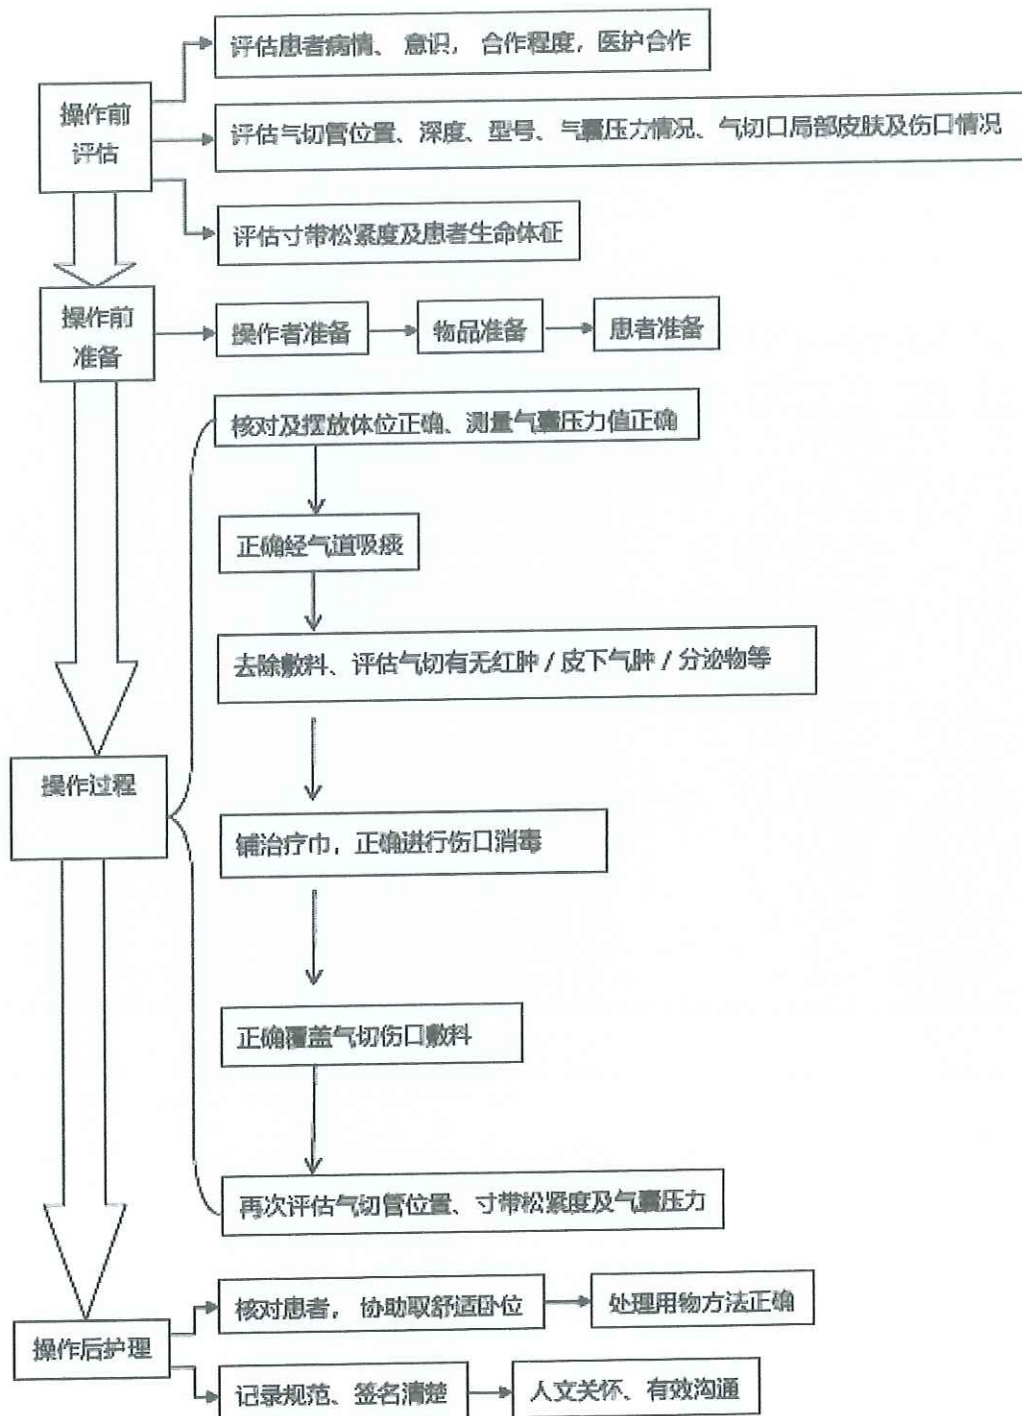 评估患者病情、 意识， 合作程度，医护合作
操作前
评估
评估气切管位置、深度、型号、气囊压力情况、气切口局部皮肤及伤口情况
评估寸带松紧度及患者生命体征
操作前
准备
操作者准备
物品准备
患者准备
核对及摆放体位正确、测量气囊压力值正确
正确经气道吸痰
去除敷料、评估气切有无红肿 / 皮下气肿 / 分泌物等
操作过程
铺治疗巾，正确进行伤口消毒
正确覆盖气切伤口敷料
再次评估气切管位置、寸带松紧度及气囊压力
操作后护理
核对患者， 协助取舒适卧位
处理用物方法正确
记录规范、签名清楚
人文关怀、有效沟通